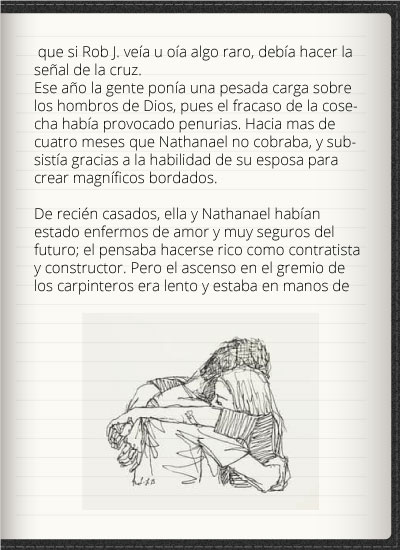 que si Rob J. veía u oía algo raro, debía hacer la
señal de la cruz.
Ese año la gente ponía una pesada carga sobre
los hombros de Dios, pues el fracaso de la cose-
cha había provocado penurias. Hacia mas de
cuatro meses que Nathanael no cobraba, y sub-
sistía gracias a la habilidad de su esposa para
crear magníficos bordados.

De recién casados, ella y Nathanael habían
estado enfermos de amor y muy seguros del
futuro; el pensaba hacerse rico como contratista
y constructor. Pero el ascenso en el gremio de
los carpinteros era lento y estaba en manos de